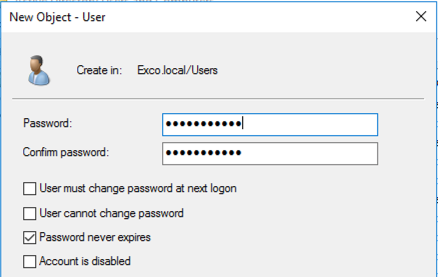 New Object - User
Create in: Exco.local/Users
Password: ●●●●●●●●●●●
Confirm password: ●●●●●●●●●●●
User must change password at next logon
User cannot change password
Password never expires
Account is disabled